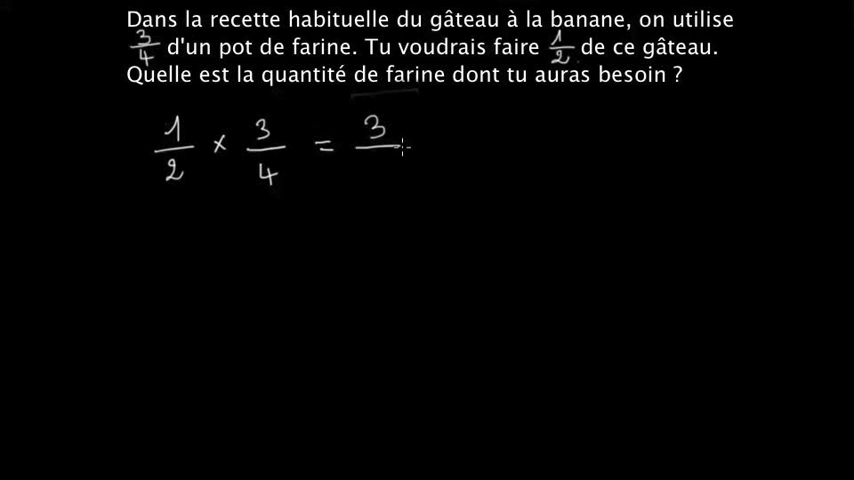 Dans la recette habituelle du gâteau à la banane, on utilise
3/4 d'un pot de farine. Tu voudrais faire 1/2 de ce gâteau.
Quelle est la quantité de farine dont tu auras besoin ?
1/2 × 3/4 = 3/